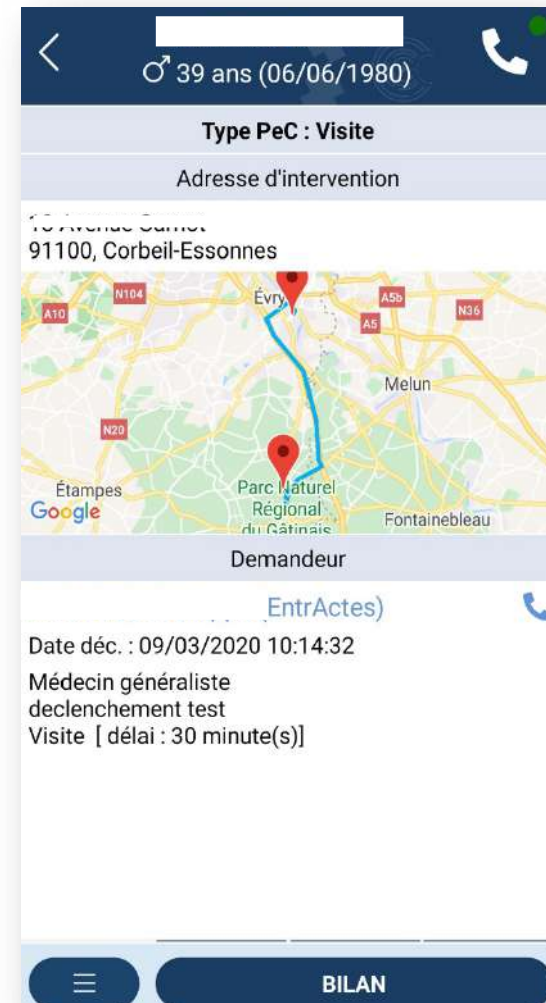 ♂ 39 ans (06/06/1980)
Type PeC : Visite
Adresse d'intervention
91100, Corbeil-Essonnes
N104
Évry
A5b
N36
A10
A5
Melun
N20
Étampes
Parc Naturel
Régional
du Gâtinais
Google
Fontainebleau
Demandeur
EntrActes)
Date déc. : 09/03/2020 10:14:32
Médecin généraliste
declenchement test
Visite [ délai : 30 minute(s)]
BILAN